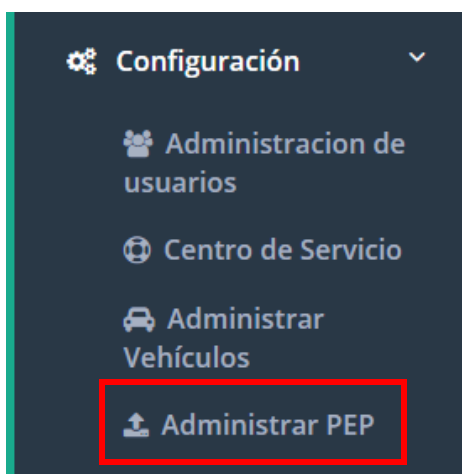 Configuración
Administracion de
usuarios
Centro de Servicio
Administrar
Vehículos
Administrar PEP